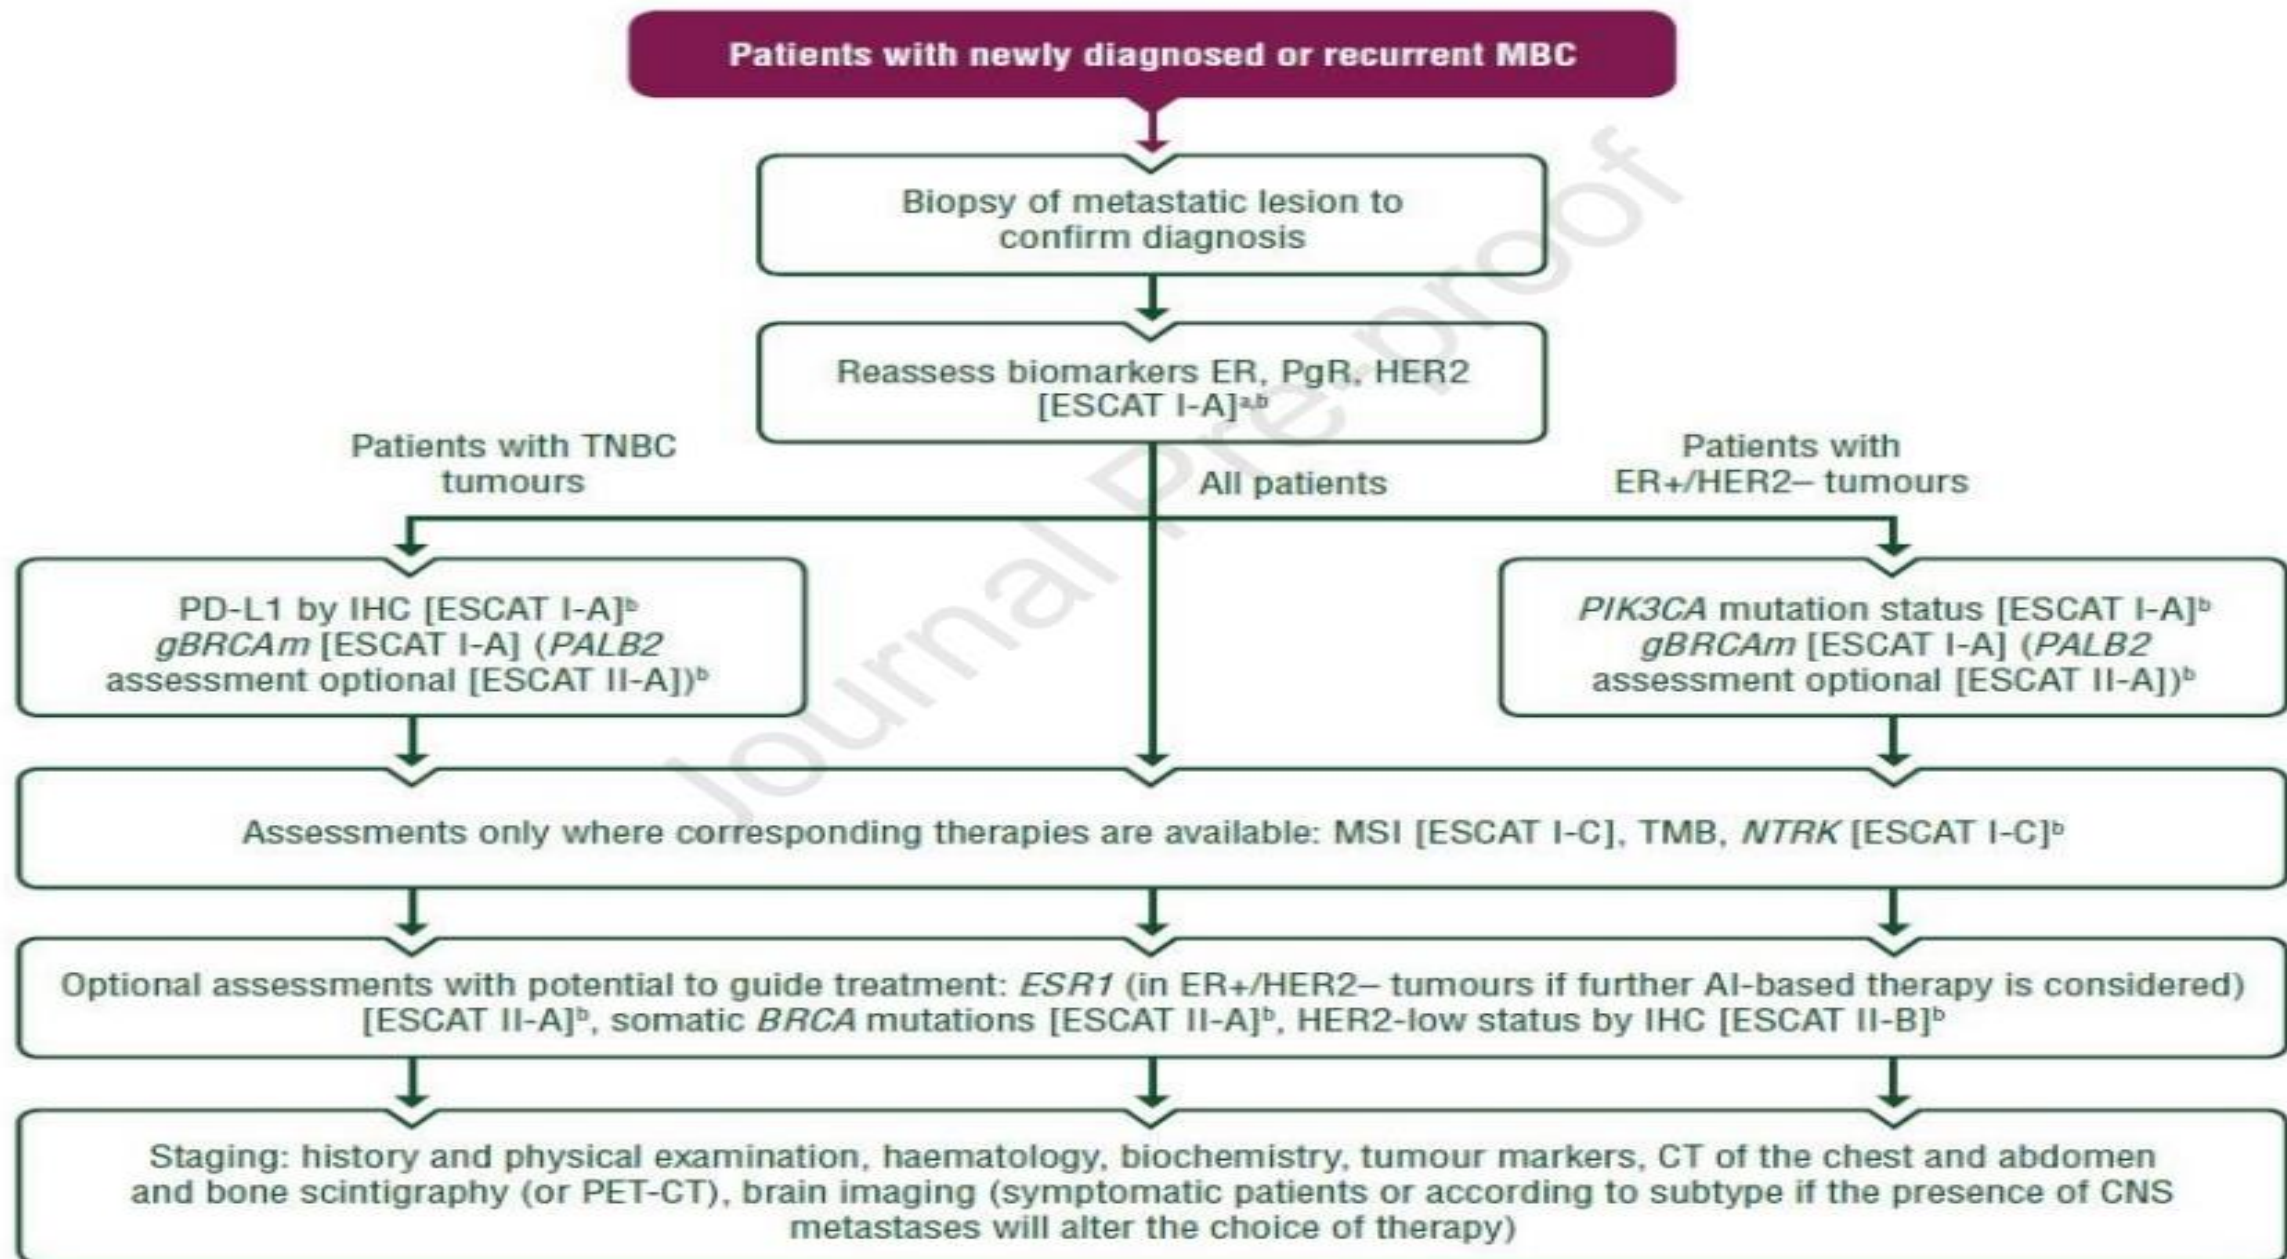 Patients with newly diagnosed or recurrent MBC
Biopsy of metastatic lesion to
confirm diagnosis
Reassess biomarkers ER, PgR, HER2
[ESCAT I-A]ᵃ,ᵇ
Patients with TNBC
tumours
All patients
Patients with
ER+/HER2– tumours
PD-L1 by IHC [ESCAT I-A]ᵇ
gBRCAm [ESCAT I-A] (PALB2
assessment optional [ESCAT II-A])ᵇ
PIK3CA mutation status [ESCAT I-A]ᵇ
gBRCAm [ESCAT I-A] (PALB2
assessment optional [ESCAT II-A])ᵇ
Assessments only where corresponding therapies are available: MSI [ESCAT I-C], TMB, NTRK [ESCAT I-C]ᵇ
Optional assessments with potential to guide treatment: ESR1 (in ER+/HER2– tumours if further AI-based therapy is considered)
[ESCAT II-A]ᵇ, somatic BRCA mutations [ESCAT II-A]ᵇ, HER2-low status by IHC [ESCAT II-B]ᵇ
Staging: history and physical examination, haematology, biochemistry, tumour markers, CT of the chest and abdomen
and bone scintigraphy (or PET-CT), brain imaging (symptomatic patients or according to subtype if the presence of CNS
metastases will alter the choice of therapy)
Journal Pre-proof